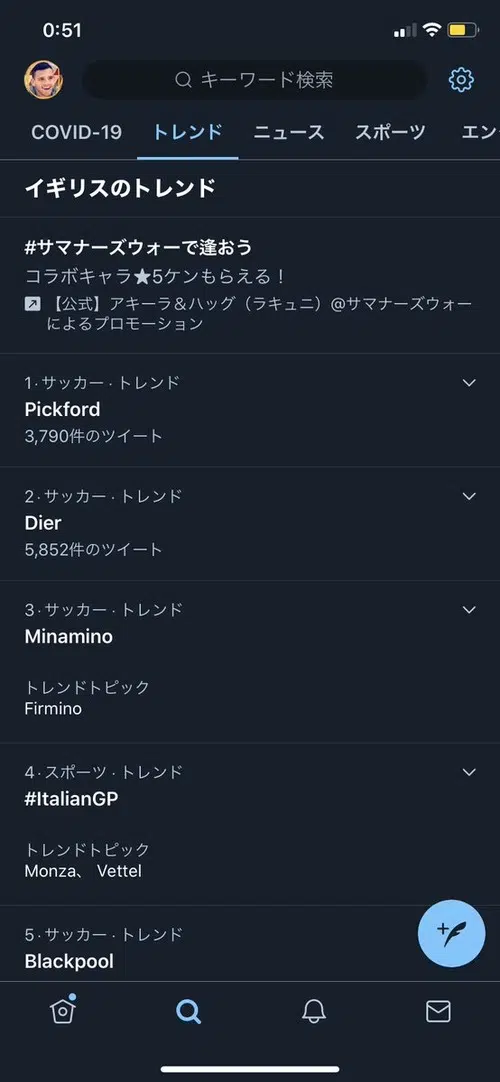 0:51
キーワード検索
COVID-19 トレンド ニュース スポーツ エン
イギリスのトレンド
#サマナーズウォーで逢おう
コラボキャラ★5ケンもらえる！
【公式】アキーラ＆ハッグ（ラキュニ）@サマナーズウォー
によるプロモーション
1·サッカー · トレンド
Pickford
3,790件のツイート
2·サッカー · トレンド
Dier
5,852件のツイート
3·サッカー · トレンド
Minamino
トレンドトピック
Firmino
4·スポーツ · トレンド
#ItalianGP
トレンドトピック
Monza、 Vettel
5·サッカー · トレンド
Blackpool